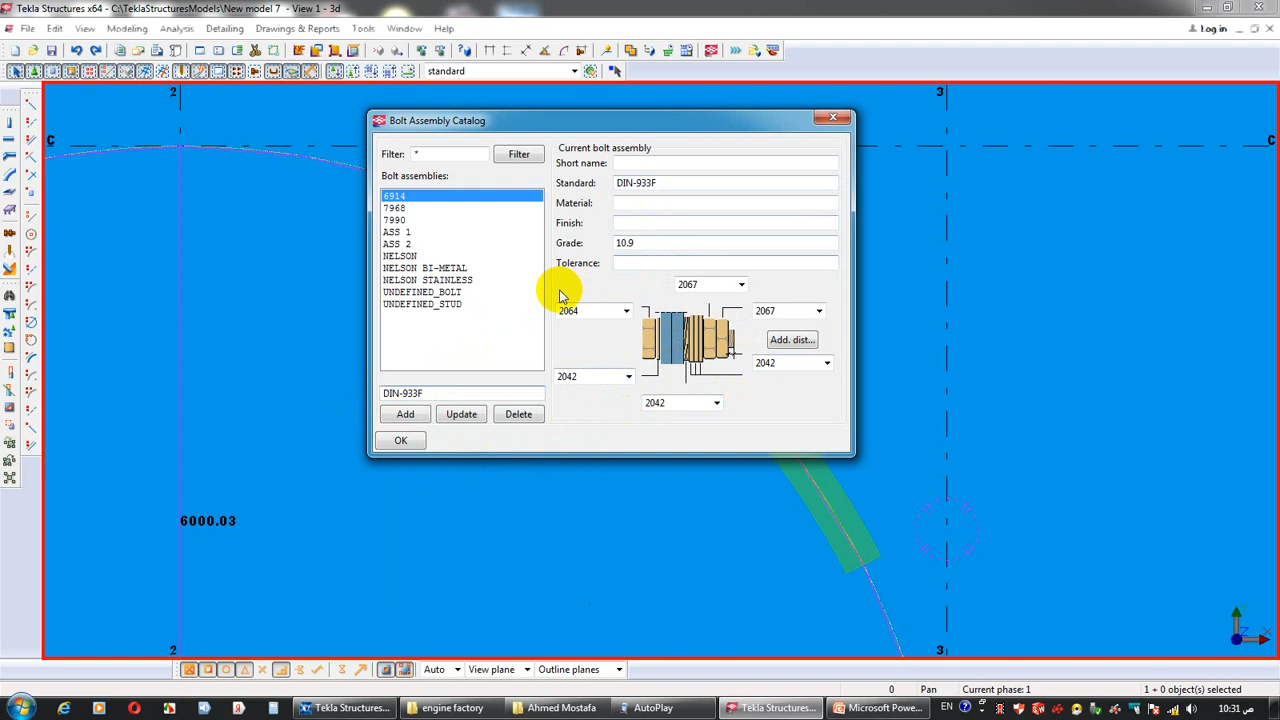 Tekla Structures x64 - C:\TeklaStructuresModels\New model 7 - View 1 - 3d
File Edit View Modeling Analysis Detailing Drawings & Reports Tools Window Help
Log in
standard
2 3
C C
Bolt Assembly Catalog
Filter: * Filter
Bolt assemblies:
6914
7968
7990
ASS 1
ASS 2
NELSON
NELSON BI-METAL
NELSON STAINLESS
UNDEFINED_BOLT
UNDEFINED_STUD
DIN-933F
Add Update Delete
OK
Current bolt assembly
Short name:
Standard: DIN-933F
Material:
Finish:
Grade: 10.9
Tolerance:
2067
2064 2067
Add. dist...
2042 2042
2042
6000.03
2 3
Auto View plane Outline planes
0 Pan Current phase: 1 1 + 0 object(s) selected
Tekla Structures... engine factory Ahmed Mostafa AutoPlay Tekla Structures... Microsoft Powe... EN 10:31 ص